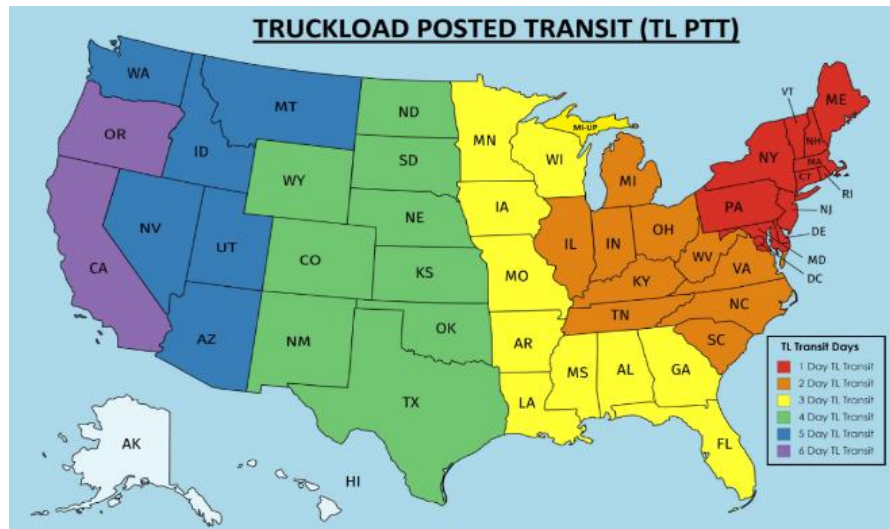 TRUCKLOAD POSTED TRANSIT (TL PTT)
WA
MT
ND
MN
MI-UP
VT
ME
OR
ID
SD
WI
NY
NH
MA
CT
RI
WY
MI
PA
NJ
NE
IA
IL
IN
OH
DE
MD
DC
NV
UT
CO
KS
MO
WV
VA
KY
CA
NC
TN
AZ
NM
OK
AR
SC
TX
LA
MS
AL
GA
FL
AK
HI
TL Transit Days
1 Day TL Transit
2 Day TL Transit
3 Day TL Transit
4 Day TL Transit
5 Day TL Transit
6 Day TL Transit